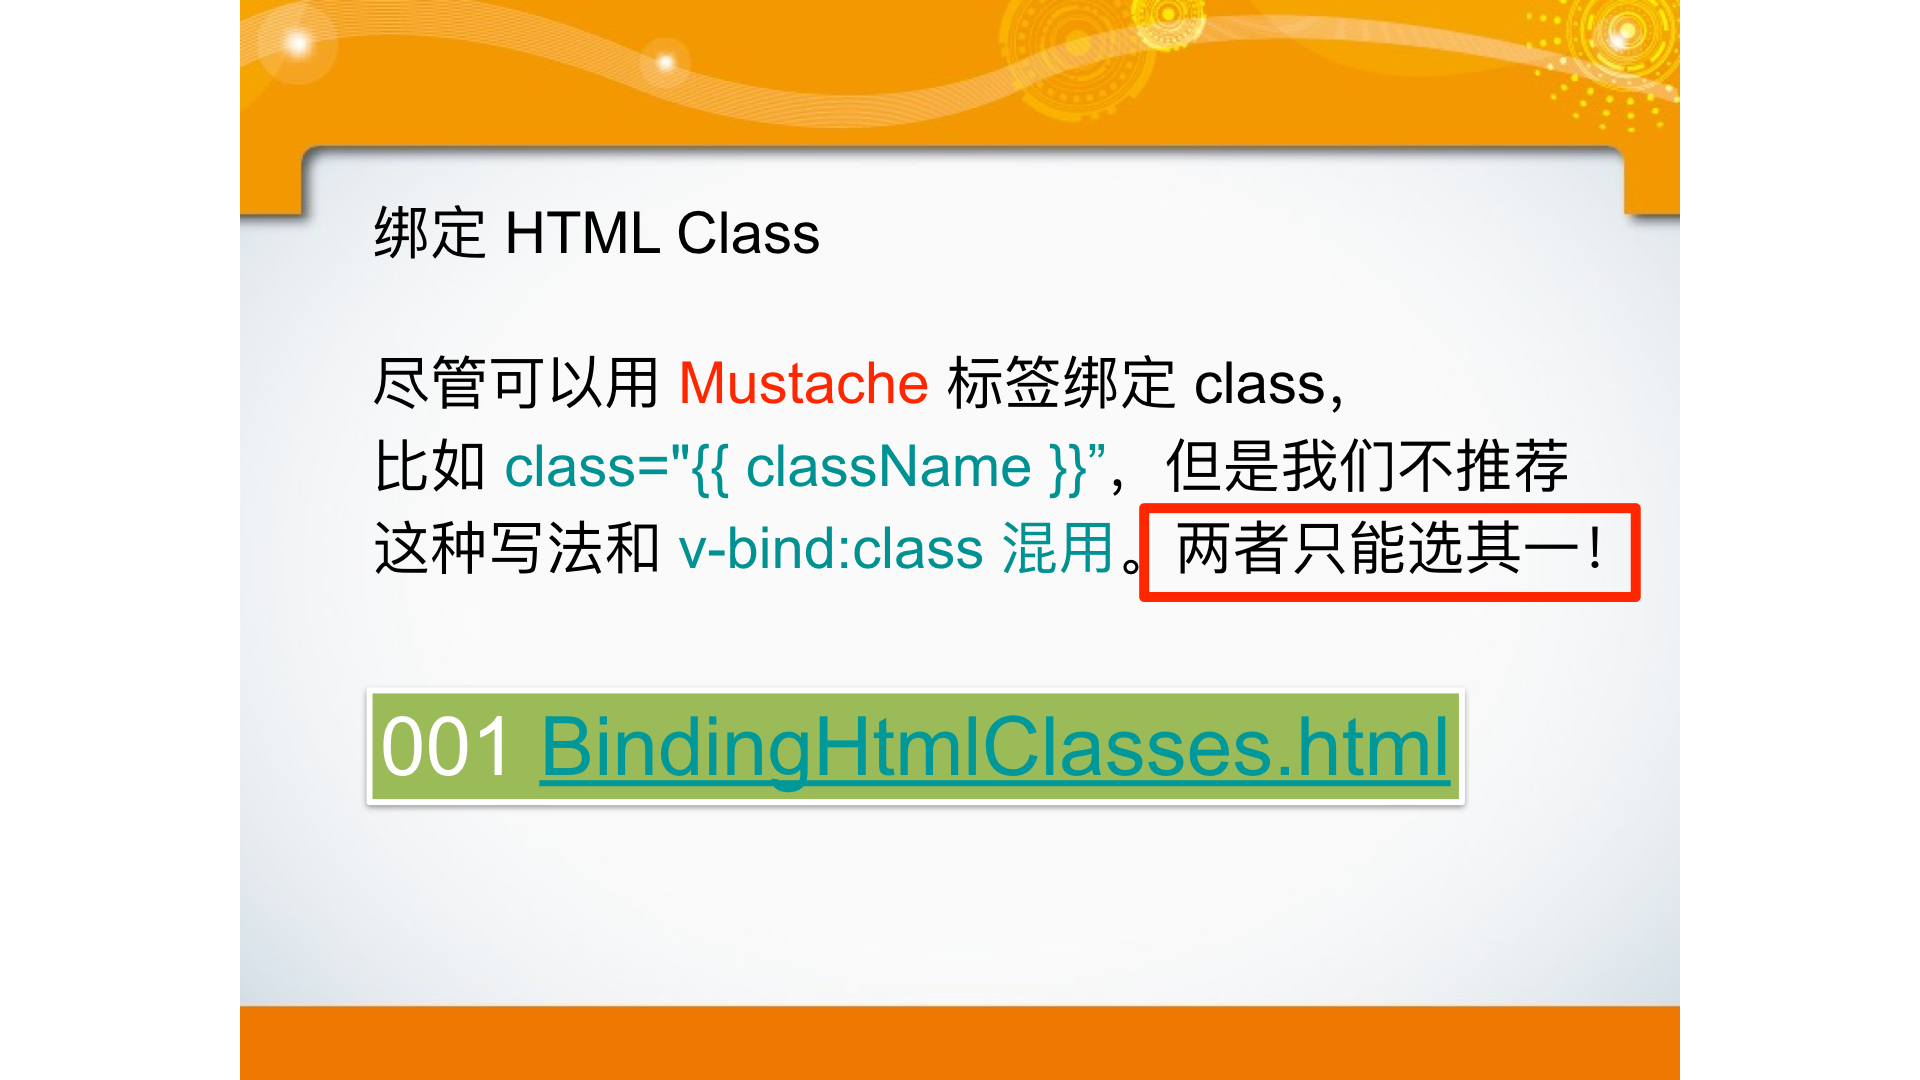 绑定 HTML Class
尽管可以用 Mustache 标签绑定 class，
比如 class="{{ className }}”，但是我们不推荐
这种写法和 v-bind:class 混用。两者只能选其一！
001 BindingHtmlClasses.html